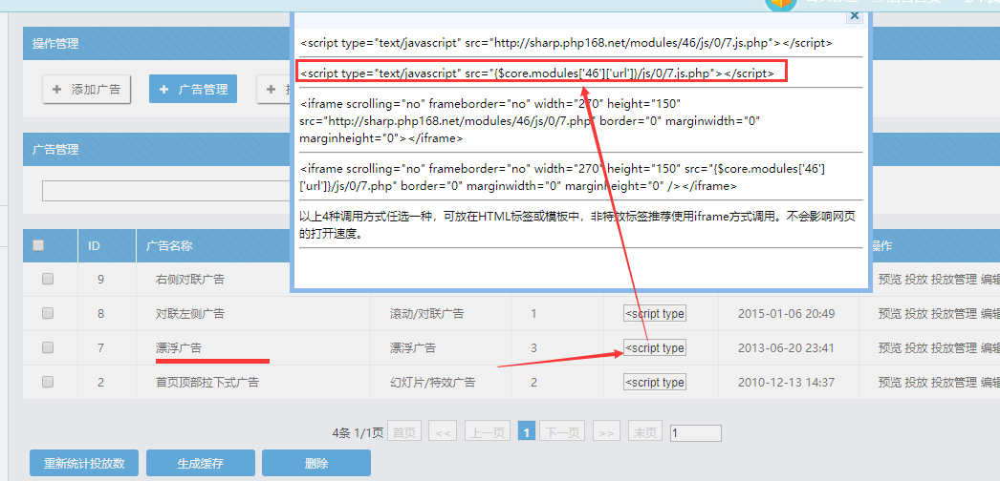 操作管理
+ 添加广告
+ 广告管理
+
广告管理
x
<script type="text/javascript" src="http://sharp.php168.net/modules/46/js/0/7.js.php"></script>
<script type="text/javascript" src="{$core.modules['46']['url']}/js/0/7.js.php"></script>
<iframe scrolling="no" frameborder="no" width="270" height="150"
src="http://sharp.php168.net/modules/46/js/0/7.php" border="0" marginwidth="0"
marginheight="0"></iframe>
<iframe scrolling="no" frameborder="no" width="270" height="150" src="{$core.modules['46']
['url']}/js/0/7.php" border="0" marginwidth="0" marginheight="0" /></iframe>
以上4种调用方式任选一种，可放在HTML标签或模板中，非特效标签推荐使用iframe方式调用。不会影响网页
的打开速度。
ID 广告名称 操作
9 右侧对联广告 预览 投放 投放管理 编辑
8 对联左侧广告 滚动/对联广告 1 <script type 2015-01-06 20:49 预览 投放 投放管理 编辑
7 漂浮广告 漂浮广告 3 <script type 2013-06-20 23:41 预览 投放 投放管理 编辑
2 首页顶部拉下式广告 幻灯片/特效广告 2 <script type 2010-12-13 14:37 预览 投放 投放管理 编辑
4条 1/1页 首页 << 上一页 1 下一页 >> 末页 1
重新统计投放数 生成缓存 删除